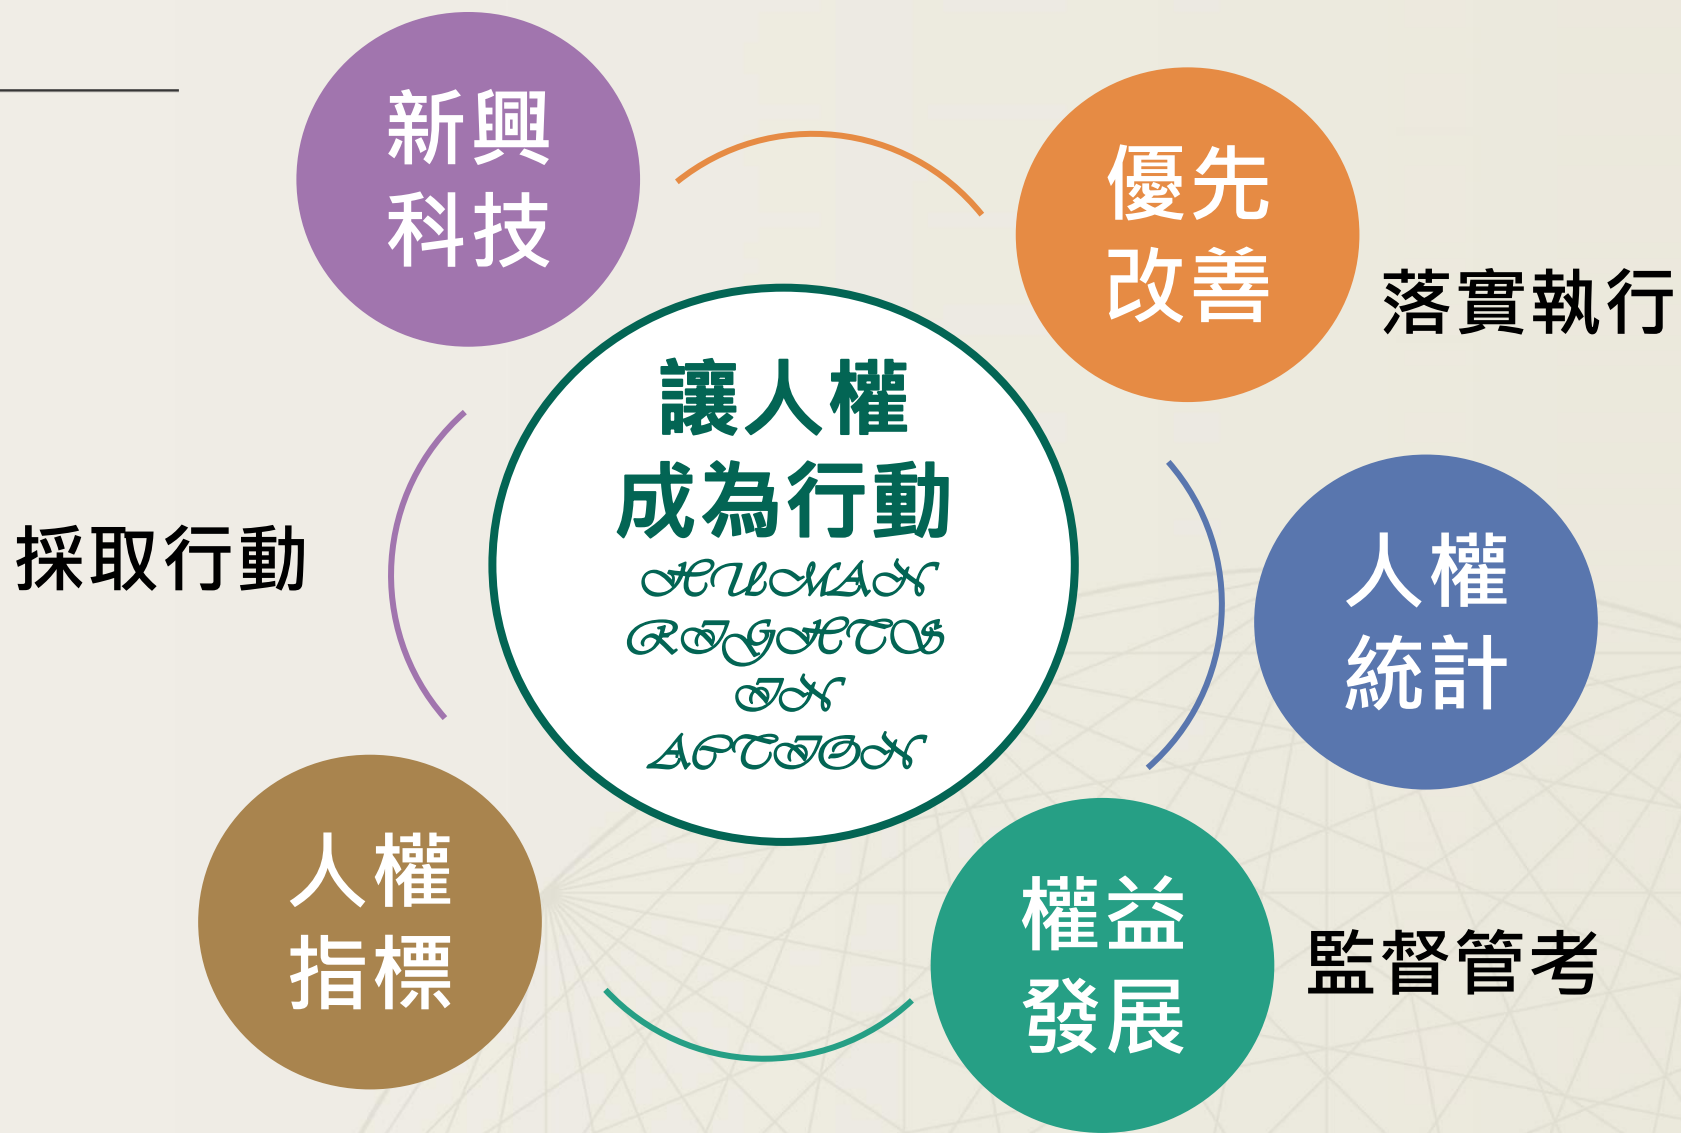 新興
科技
優先
改善
落實執行
讓人權
成為行動
HUMAN
RIGHTS
IN
ACTION
採取行動
人權
統計
人權
指標
權益
發展
監督管考